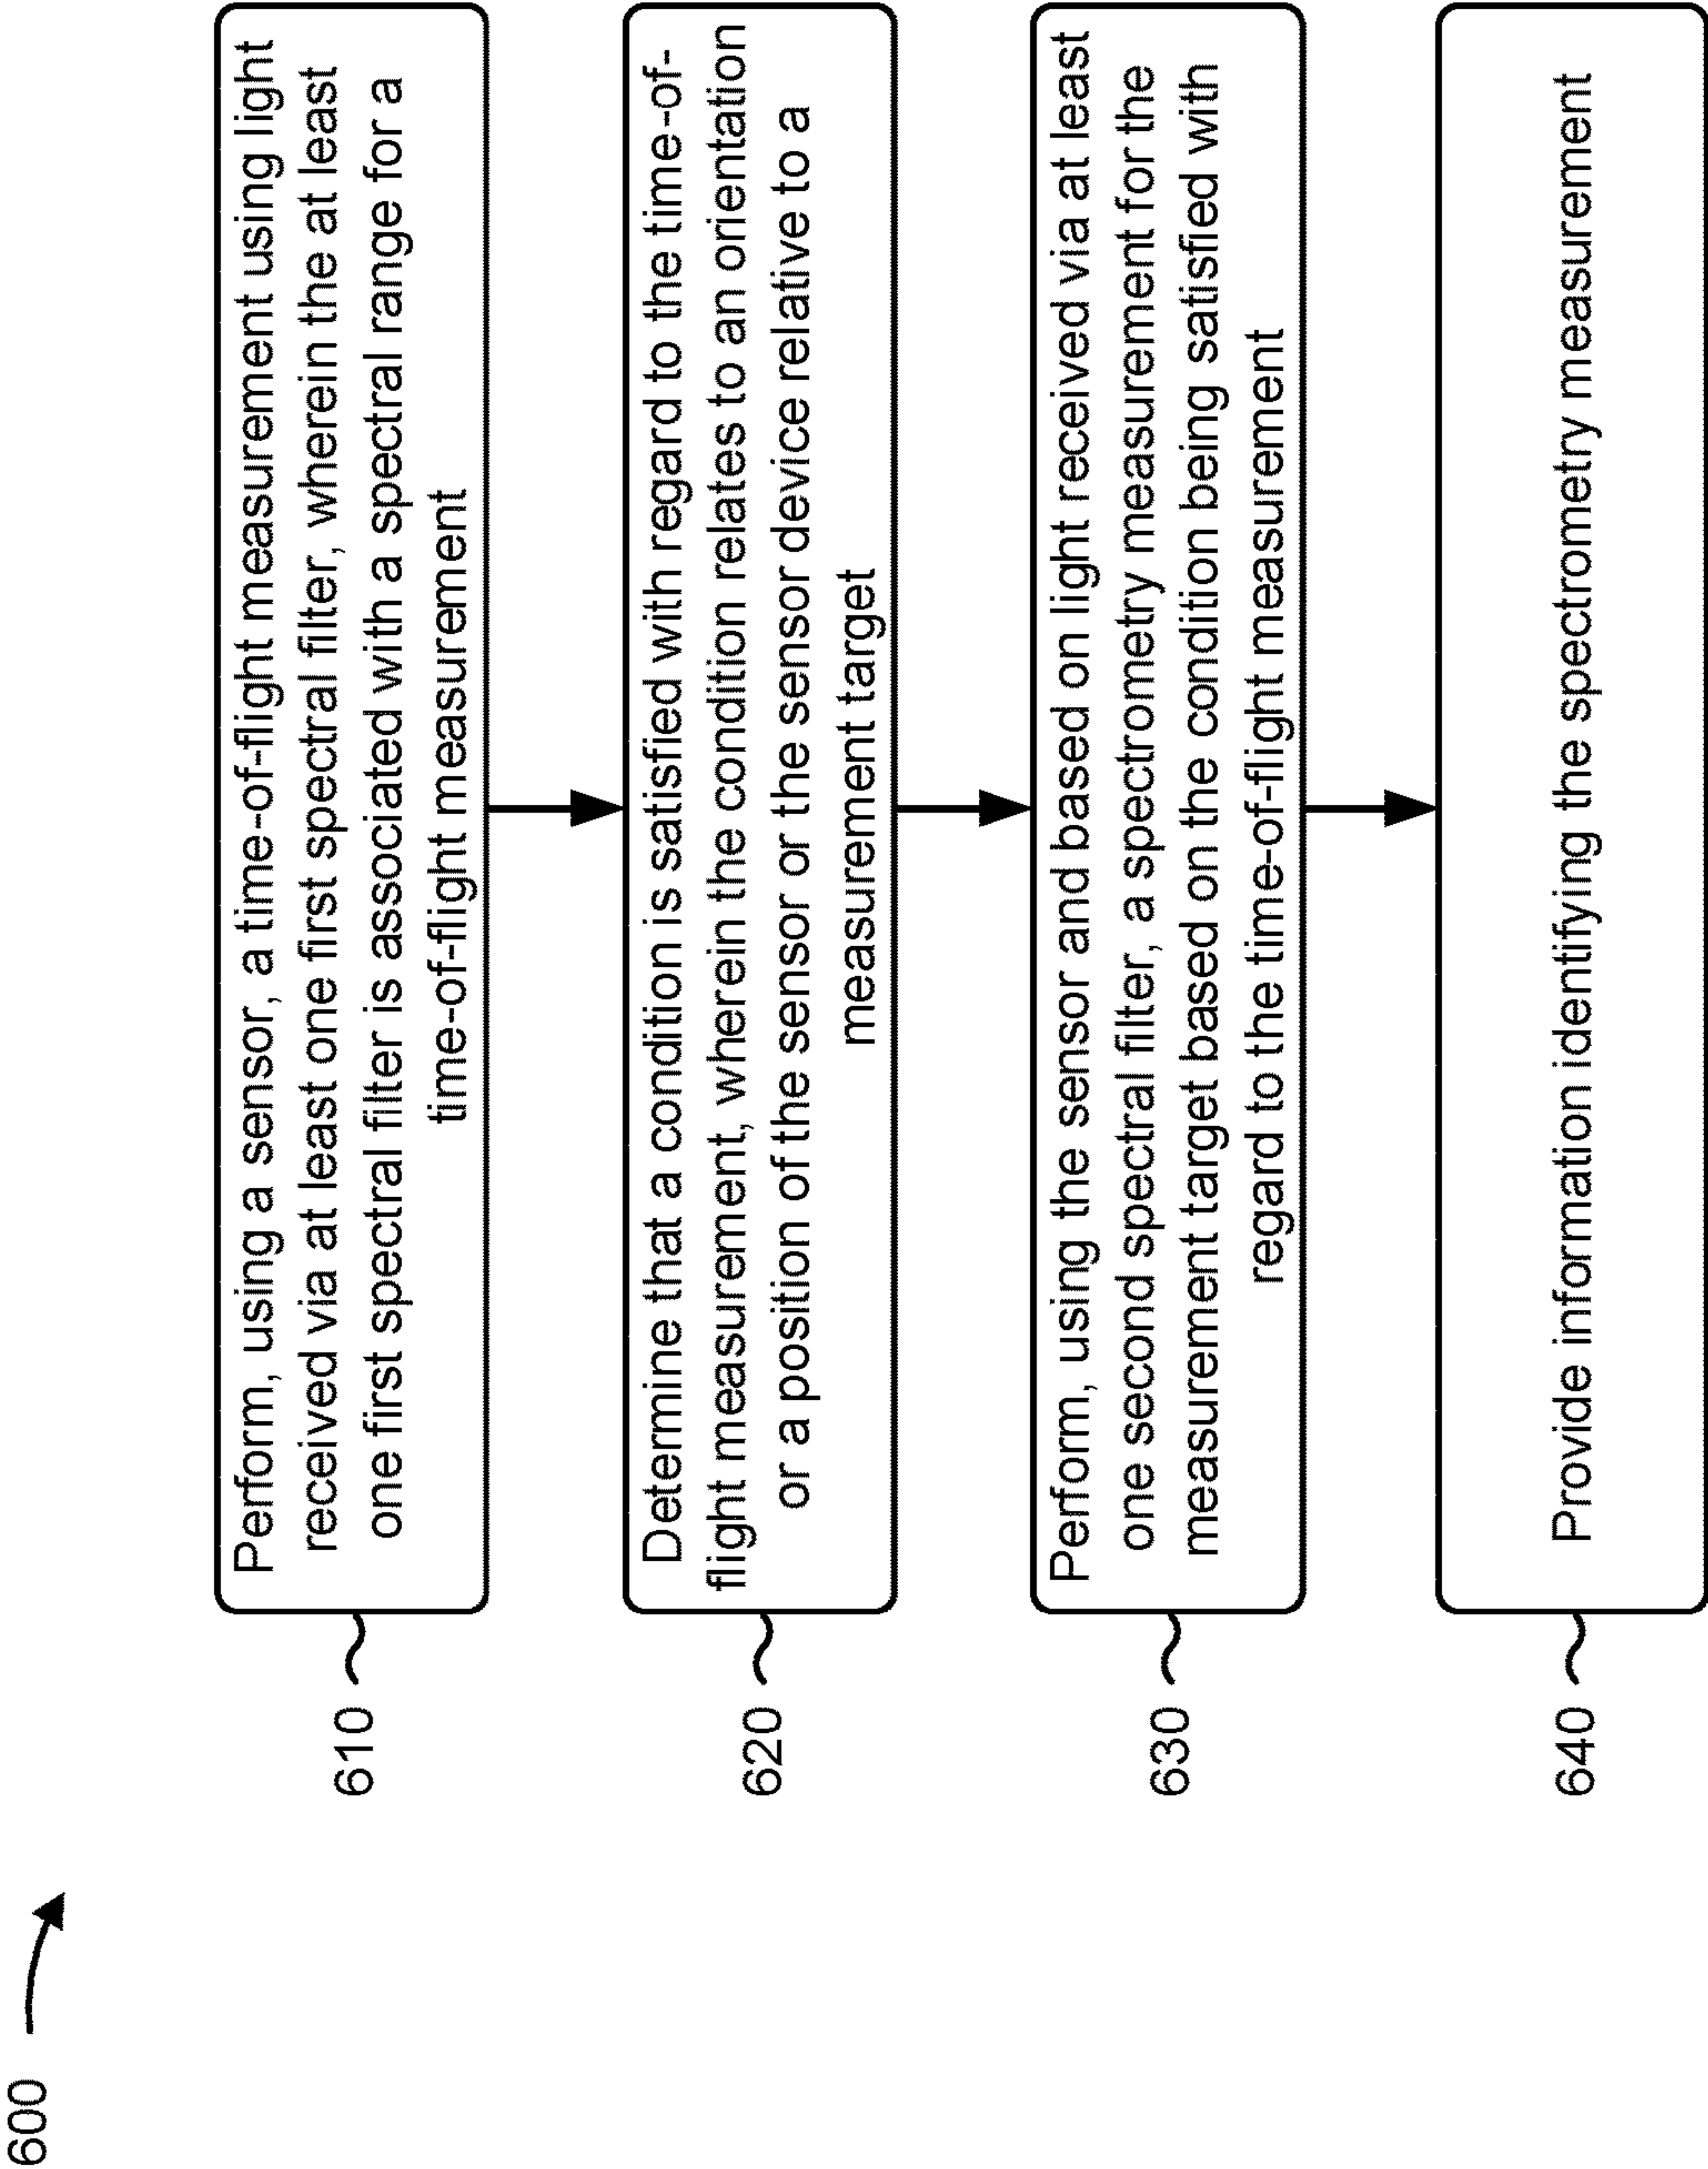 600
610
Perform, using a sensor, a time-of-flight measurement using light
received via at least one first spectral filter, wherein the at least
one first spectral filter is associated with a spectral range for a
time-of-flight measurement
620
Determine that a condition is satisfied with regard to the time-of-
flight measurement, wherein the condition relates to an orientation
or a position of the sensor or the sensor device relative to a
measurement target
630
Perform, using the sensor and based on light received via at least
one second spectral filter, a spectrometry measurement for the
measurement target based on the condition being satisfied with
regard to the time-of-flight measurement
640
Provide information identifying the spectrometry measurement